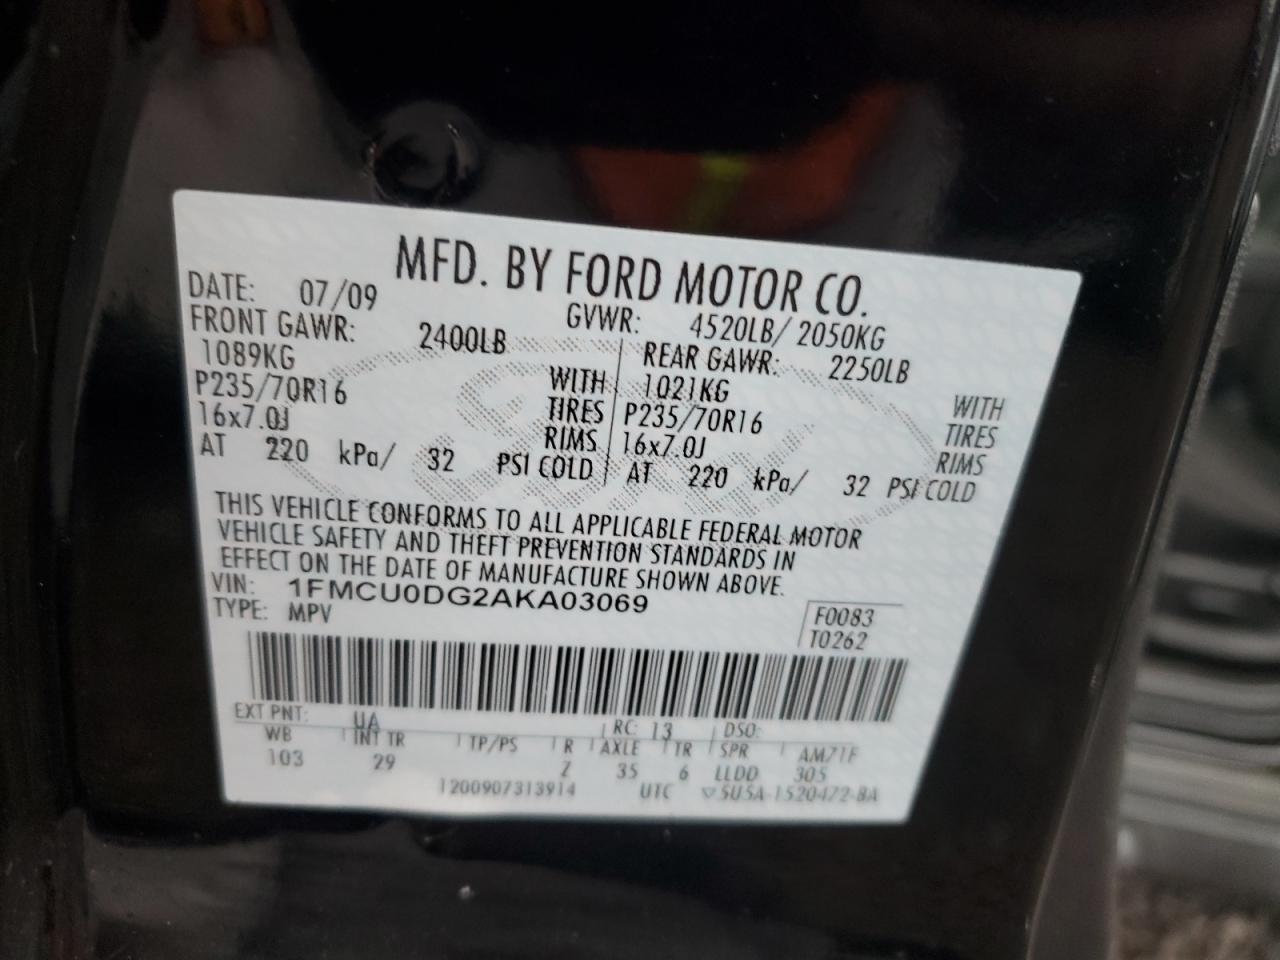 MFD. BY FORD MOTOR CO.
DATE: 07/09 GVWR: 4520LB/ 2050KG
FRONT GAWR: 2400LB REAR GAWR: 2250LB
1089KG WITH 1021KG WITH
P235/70R16 TIRES P235/70R16 TIRES
16x7.0J RIMS 16x7.0J RIMS
AT 220 kPa/ 32 PSI COLD AT 220 kPa/ 32 PSI COLD
THIS VEHICLE CONFORMS TO ALL APPLICABLE FEDERAL MOTOR
VEHICLE SAFETY AND THEFT PREVENTION STANDARDS IN
EFFECT ON THE DATE OF MANUFACTURE SHOWN ABOVE.
VIN: 1FMCU0DG2AKA03069
TYPE: MPV
F0083
T0262
EXT PNT: UA RC: 13 DSO:
WB INT TR TP/PS R AXLE TR SPR AM71F
103 29 Z 35 6 LLDD 305
1200907313914 UTC ▽5U5A-1520472-BA